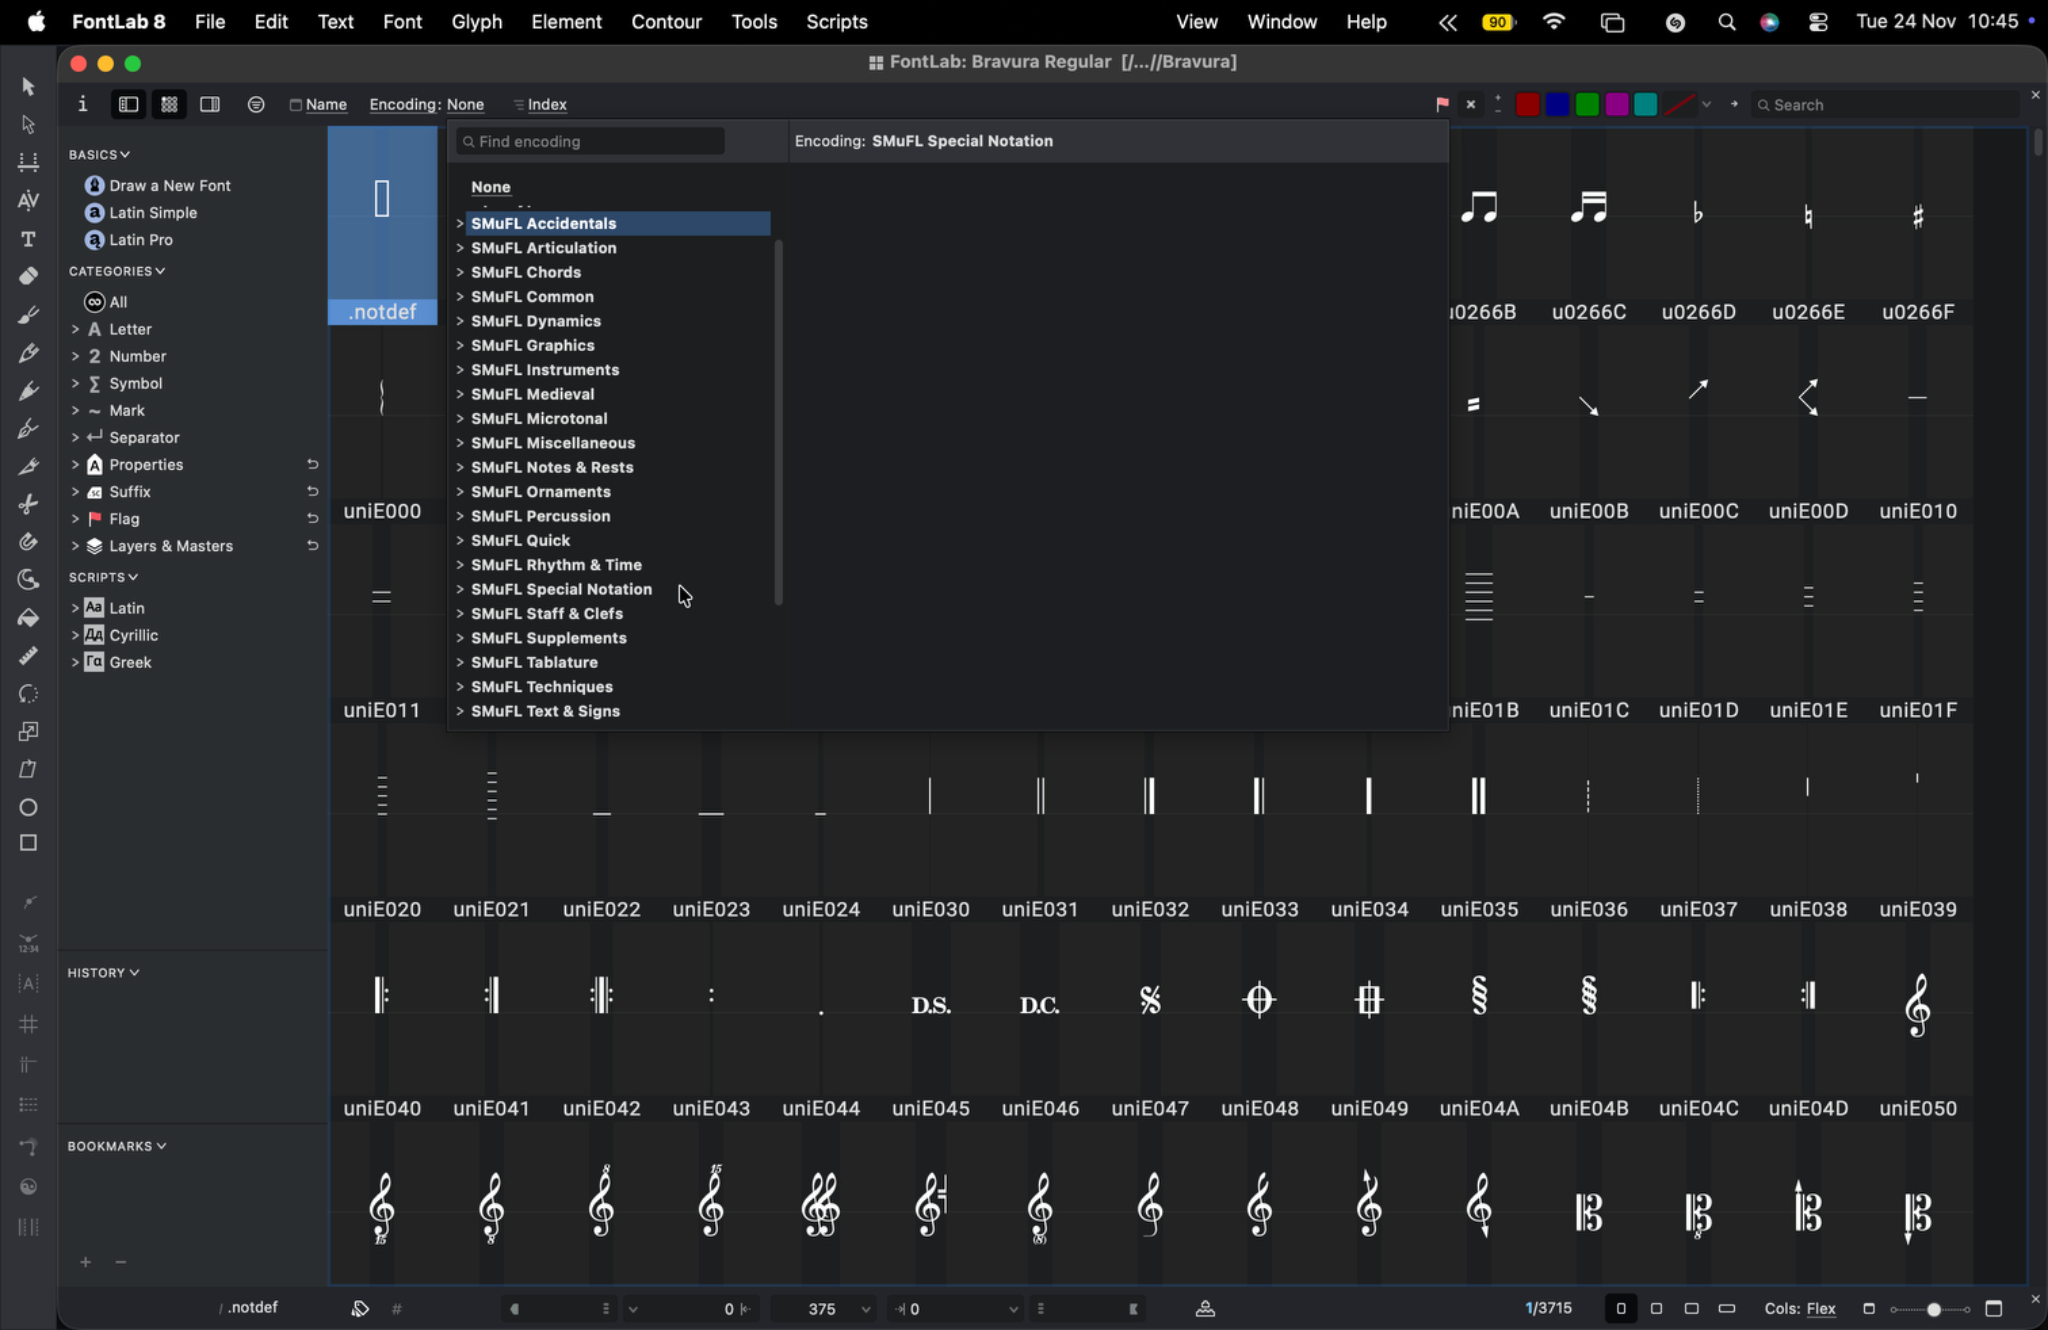 FontLab 8 File Edit Text Font Glyph Element Contour Tools Scripts View Window Help 90 Tue 24 Nov 10:45
FontLab: Bravura Regular [/...//Bravura]
Name Encoding: None Index Search
Find encoding
Encoding: SMuFL Special Notation
None
SMuFL Accidentals
SMuFL Articulation
SMuFL Chords
SMuFL Common
SMuFL Dynamics
SMuFL Graphics
SMuFL Instruments
SMuFL Medieval
SMuFL Microtonal
SMuFL Miscellaneous
SMuFL Notes & Rests
SMuFL Ornaments
SMuFL Percussion
SMuFL Quick
SMuFL Rhythm & Time
SMuFL Special Notation
SMuFL Staff & Clefs
SMuFL Supplements
SMuFL Tablature
SMuFL Techniques
SMuFL Text & Signs
BASICS
Draw a New Font
Latin Simple
Latin Pro
CATEGORIES
All
Letter
Number
Symbol
Mark
Separator
Properties
Suffix
Flag
Layers & Masters
SCRIPTS
Latin
Cyrillic
Greek
HISTORY
BOOKMARKS
.notdef u0266B u0266C u0266D u0266E u0266F
uniE000 niE00A uniE00B uniE00C uniE00D uniE010
uniE011 niE01B uniE01C uniE01D uniE01E uniE01F
uniE020 uniE021 uniE022 uniE023 uniE024 uniE030 uniE031 uniE032 uniE033 uniE034 uniE035 uniE036 uniE037 uniE038 uniE039
D.S. D.C.
uniE040 uniE041 uniE042 uniE043 uniE044 uniE045 uniE046 uniE047 uniE048 uniE049 uniE04A uniE04B uniE04C uniE04D uniE050
/ .notdef # 0 375 0 1/3715 Cols: Flex